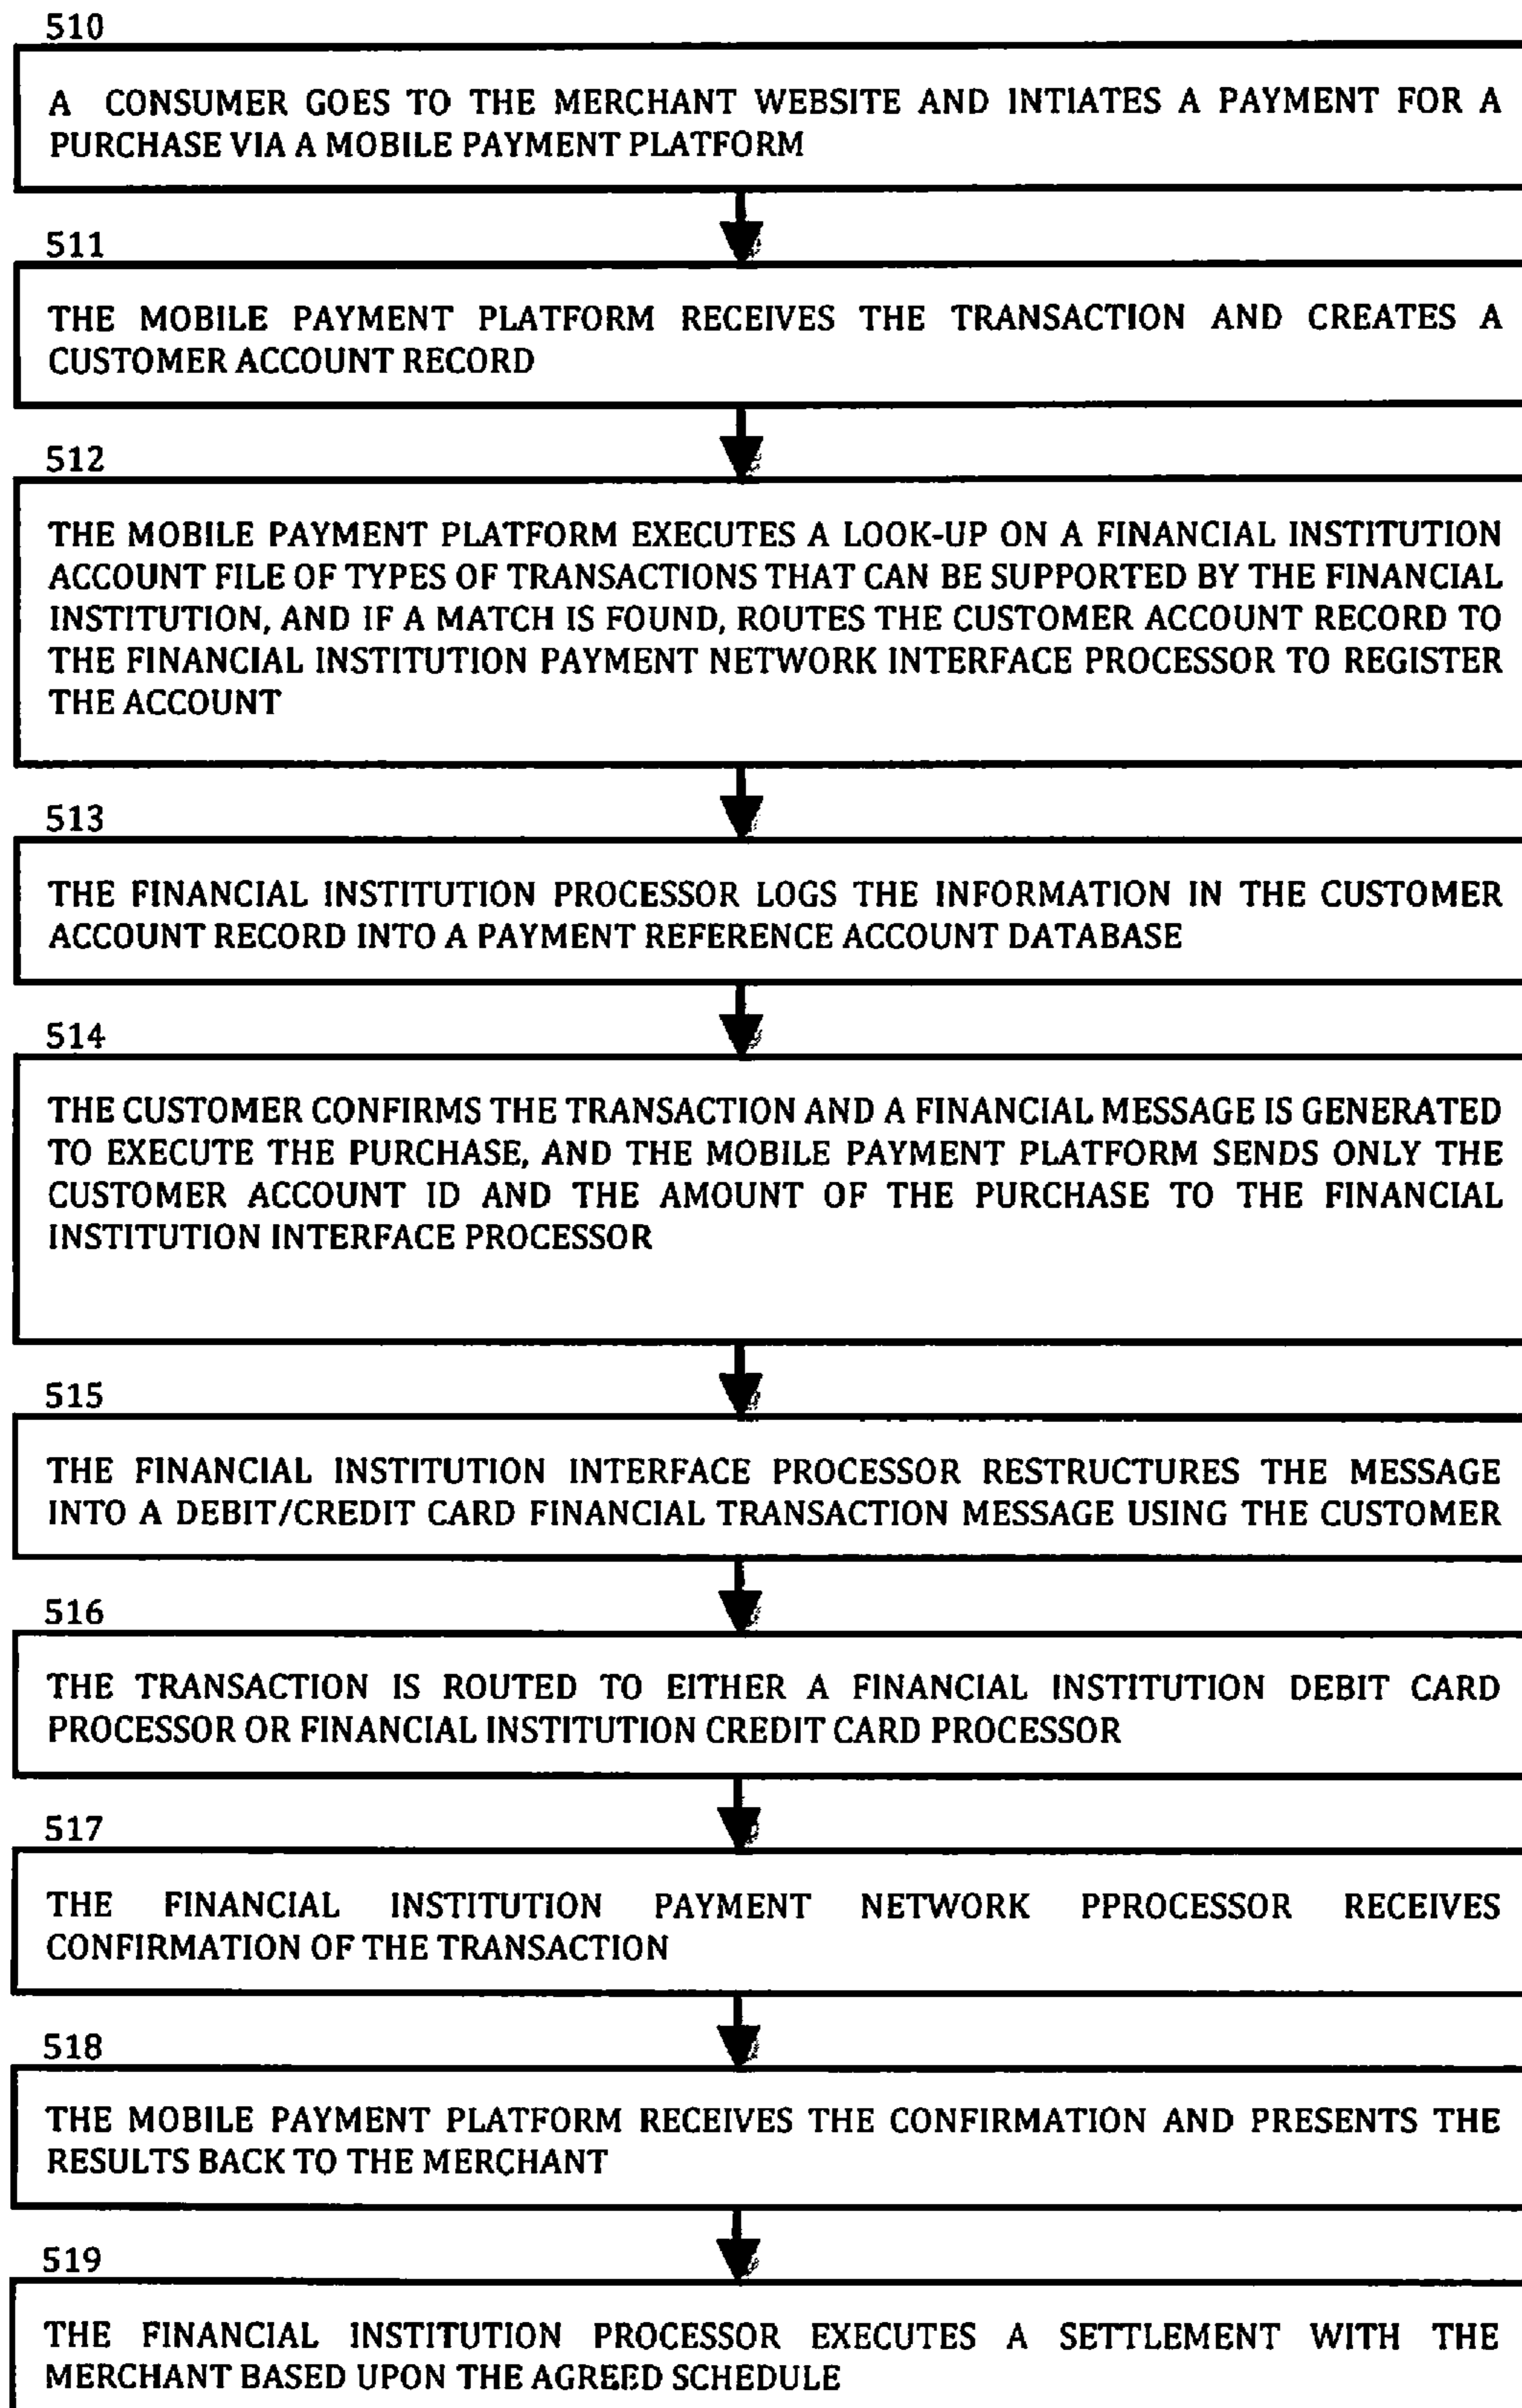 510
A CONSUMER GOES TO THE MERCHANT WEBSITE AND INTIATES A PAYMENT FOR A
PURCHASE VIA A MOBILE PAYMENT PLATFORM
511
THE MOBILE PAYMENT PLATFORM RECEIVES THE TRANSACTION AND CREATES A
CUSTOMER ACCOUNT RECORD
512
THE MOBILE PAYMENT PLATFORM EXECUTES A LOOK-UP ON A FINANCIAL INSTITUTION
ACCOUNT FILE OF TYPES OF TRANSACTIONS THAT CAN BE SUPPORTED BY THE FINANCIAL
INSTITUTION, AND IF A MATCH IS FOUND, ROUTES THE CUSTOMER ACCOUNT RECORD TO
THE FINANCIAL INSTITUTION PAYMENT NETWORK INTERFACE PROCESSOR TO REGISTER
THE ACCOUNT
513
THE FINANCIAL INSTITUTION PROCESSOR LOGS THE INFORMATION IN THE CUSTOMER
ACCOUNT RECORD INTO A PAYMENT REFERENCE ACCOUNT DATABASE
514
THE CUSTOMER CONFIRMS THE TRANSACTION AND A FINANCIAL MESSAGE IS GENERATED
TO EXECUTE THE PURCHASE, AND THE MOBILE PAYMENT PLATFORM SENDS ONLY THE
CUSTOMER ACCOUNT ID AND THE AMOUNT OF THE PURCHASE TO THE FINANCIAL
INSTITUTION INTERFACE PROCESSOR
515
THE FINANCIAL INSTITUTION INTERFACE PROCESSOR RESTRUCTURES THE MESSAGE
INTO A DEBIT/CREDIT CARD FINANCIAL TRANSACTION MESSAGE USING THE CUSTOMER
516
THE TRANSACTION IS ROUTED TO EITHER A FINANCIAL INSTITUTION DEBIT CARD
PROCESSOR OR FINANCIAL INSTITUTION CREDIT CARD PROCESSOR
517
THE FINANCIAL INSTITUTION PAYMENT NETWORK PPROCESSOR RECEIVES
CONFIRMATION OF THE TRANSACTION
518
THE MOBILE PAYMENT PLATFORM RECEIVES THE CONFIRMATION AND PRESENTS THE
RESULTS BACK TO THE MERCHANT
519
THE FINANCIAL INSTITUTION PROCESSOR EXECUTES A SETTLEMENT WITH THE
MERCHANT BASED UPON THE AGREED SCHEDULE